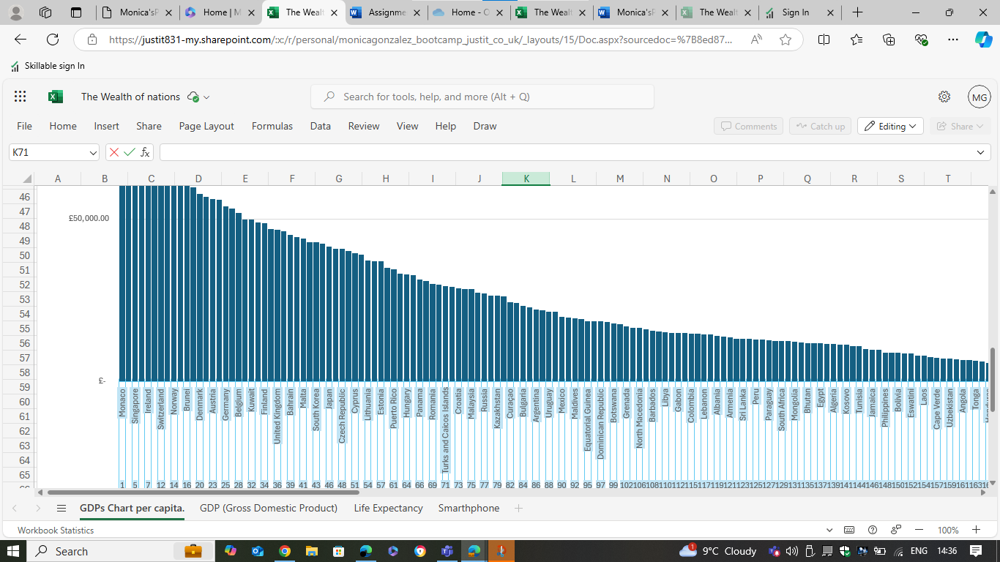 Monica'sF
Home | M
The Wealt
Assignme
Home - O
The Wealt
Monica'sF
The Wealt
Sign In
https://justit831-my.sharepoint.com/:x:/r/personal/monicagonzalez_bootcamp_justit_co_uk/_layouts/15/Doc.aspx?sourcedoc=%7B8ed87...
Skillable sign In
The Wealth of nations
Search for tools, help, and more (Alt + Q)
MG
File Home Insert Share Page Layout Formulas Data Review View Help Draw
Comments Catch up Editing Share
K71
fx
A B C D E F G H I J K L M N O P Q R S T
46
47
48
49
50
51
52
53
54
55
56
57
58
59
60
61
62
63
64
65
£50,000.00
£-
Monaco
Singapore
Ireland
Switzerland
Norway
Brunei
Denmark
Austria
Germany
Belgium
Kuwait
Finland
United Kingdom
Bahrain
Malta
South Korea
Japan
Czech Republic
Cyprus
Lithuania
Estonia
Puerto Rico
Hungary
Panama
Romania
Turks and Caicos Islands
Croatia
Malaysia
Russia
Kazakhstan
Curaçao
Bulgaria
Argentina
Uruguay
Mexico
Maldives
Equatorial Guinea
Dominican Republic
Botswana
Grenada
North Macedonia
Barbados
Libya
Gabon
Colombia
Lebanon
Albania
Armenia
Sri Lanka
Peru
Paraguay
South Africa
Mongolia
Bhutan
Egypt
Algeria
Kosovo
Tunisia
Jamaica
Phillippines
Bolivia
Eswatini
Laos
Cape Verde
Uzbekistan
Angola
Tonga
1 5 7 12 14 16 20 23 25 28 32 34 36 39 41 43 46 48 51 54 57 61 64 66 69 71 73 75 77 79 82 84 86 88 90 92 95 97 99 102 106 108 110 112 115 117 119 121 123 125 127 129 131 135 137 139 141 144 146 148 150 152 154 157 159 161 163
GDPs Chart per capita. GDP (Gross Domestic Product) Life Expectancy Smarthphone
Workbook Statistics
100%
Search
1
9°C Cloudy
ENG
14:36